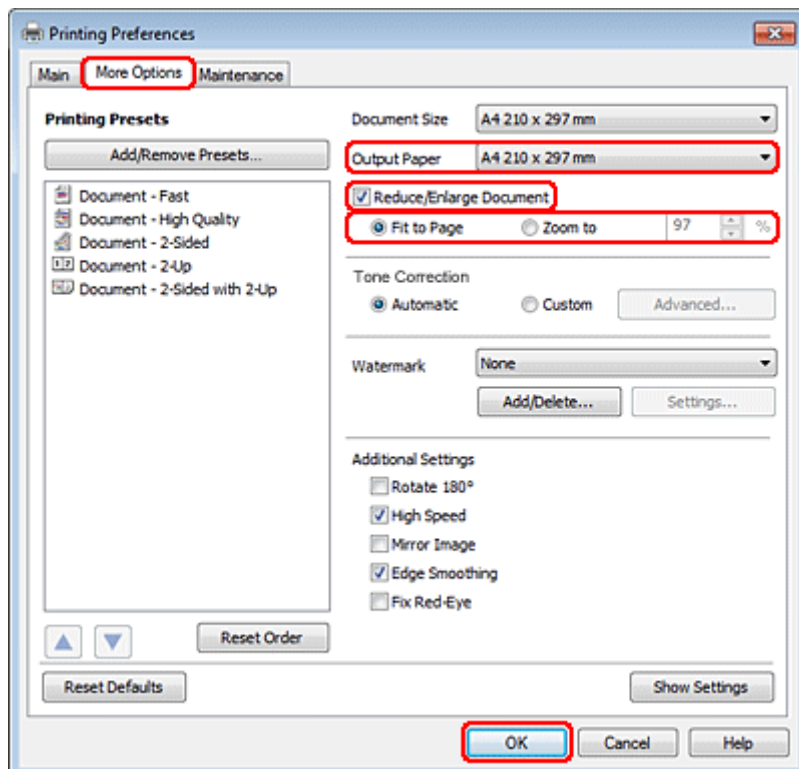 Printing Preferences
Main More Options Maintenance
Printing Presets
Add/Remove Presets...
Document - Fast
Document - High Quality
Document - 2-Sided
Document - 2-Up
Document - 2-Sided with 2-Up
Reset Order
Document Size A4 210 x 297 mm
Output Paper A4 210 x 297 mm
Reduce/Enlarge Document
Fit to Page Zoom to 97 %
Tone Correction
Automatic Custom Advanced...
Watermark None
Add/Delete... Settings...
Additional Settings
Rotate 180°
High Speed
Mirror Image
Edge Smoothing
Fix Red-Eye
Reset Defaults Show Settings
OK Cancel Help